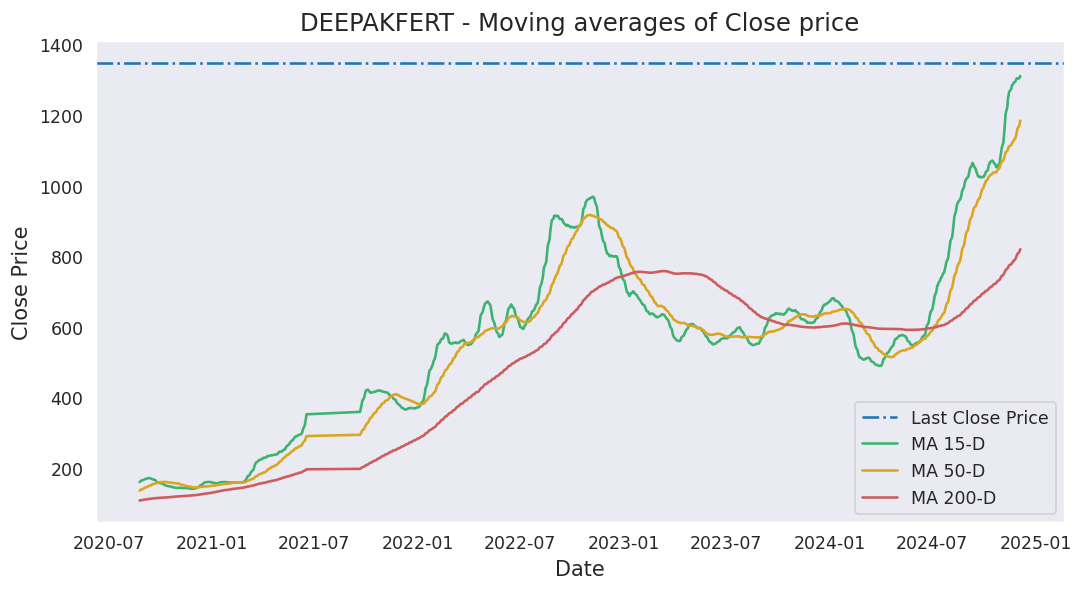 DEEPAKFERT - Moving averages of Close price
1400
1200
1000
800
600
400
200
Close Price
2020-07 2021-01 2021-07 2022-01 2022-07 2023-01 2023-07 2024-01 2024-07 2025-01
Date
Last Close Price
MA 15-D
MA 50-D
MA 200-D